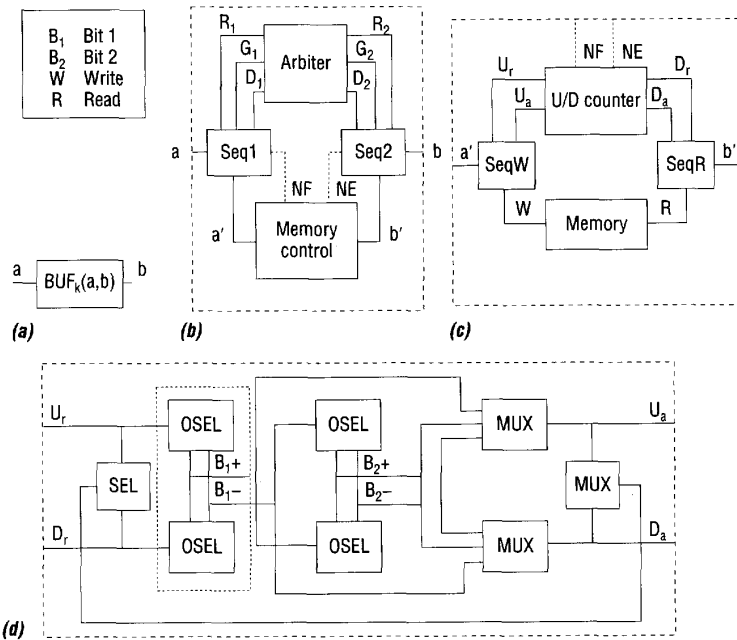 B₁ Bit 1
B₂ Bit 2
W Write
R Read
a
BUFₖ(a,b)
b
(a)
R₁
R₂
G₁
G₂
D₁
D₂
Arbiter
a
Seq1
Seq2
b
NF
NE
a′
Memory control
b′
(b)
NF
NE
Uᵣ
Dᵣ
Uₐ
Dₐ
U/D counter
a′
SeqW
SeqR
b′
W
Memory
R
(c)
Uᵣ
OSEL
OSEL
MUX
Uₐ
B₁+
B₂+
SEL
B₁−
B₂−
MUX
Dᵣ
OSEL
OSEL
MUX
Dₐ
(d)